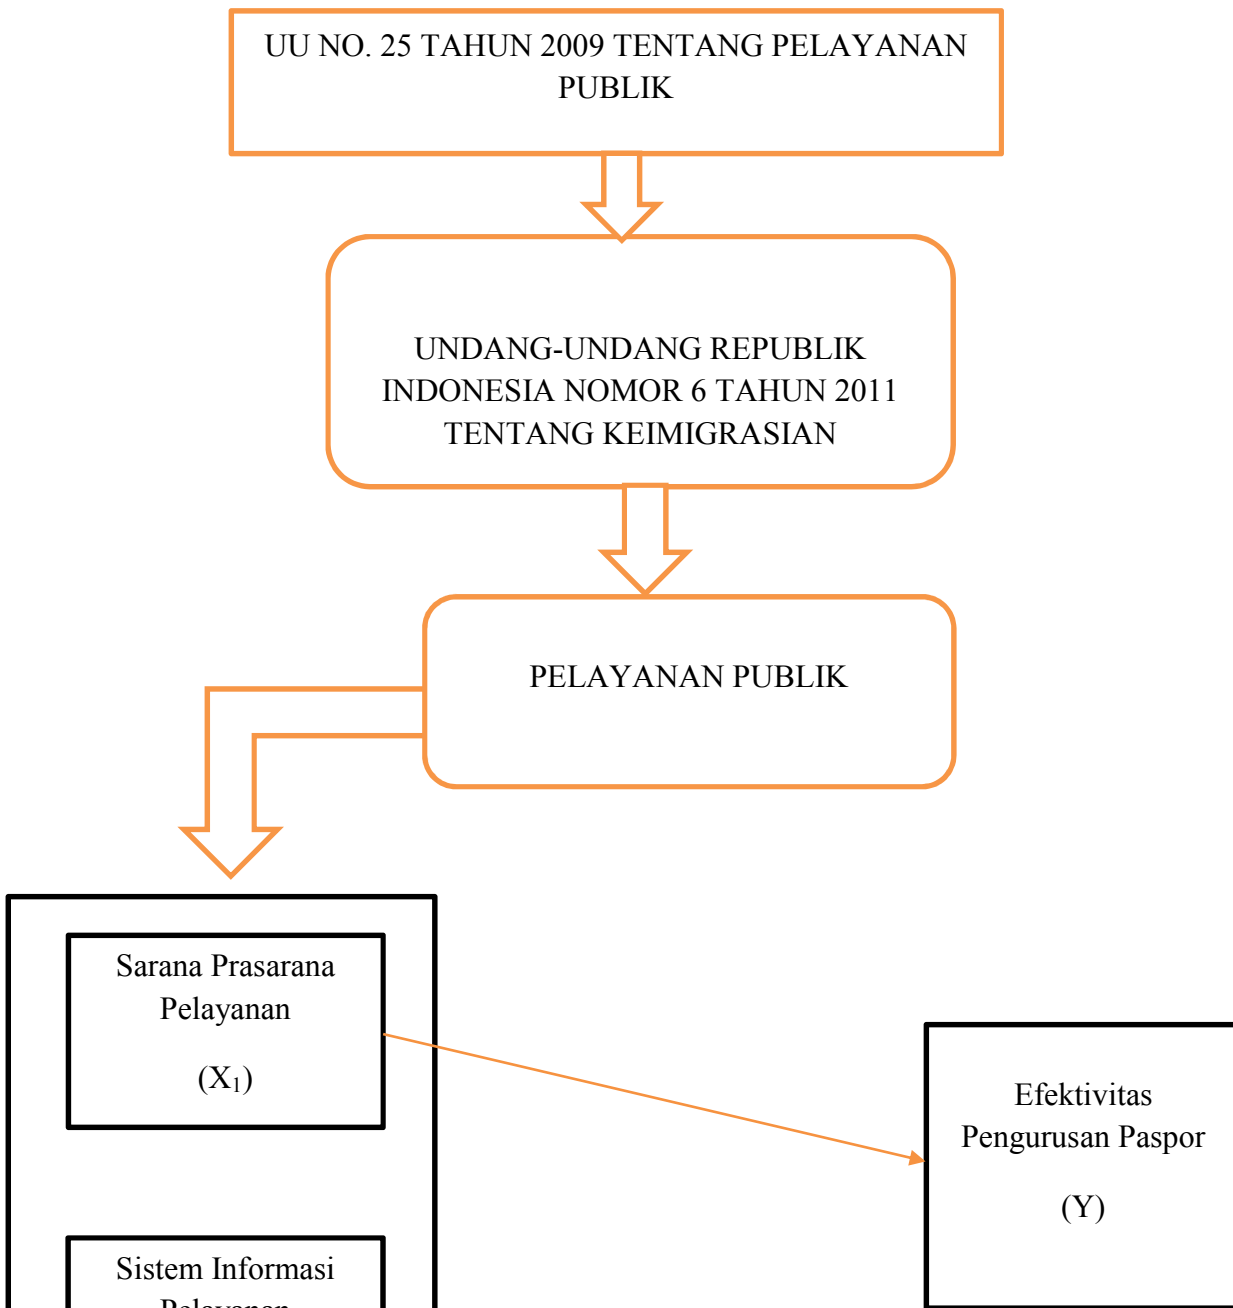 UU NO. 25 TAHUN 2009 TENTANG PELAYANAN
PUBLIK
UNDANG-UNDANG REPUBLIK
INDONESIA NOMOR 6 TAHUN 2011
TENTANG KEIMIGRASIAN
PELAYANAN PUBLIK
Sarana Prasarana
Pelayanan
(X₁)
Efektivitas
Pengurusan Paspor
(Y)
Sistem Informasi
Pelayanan